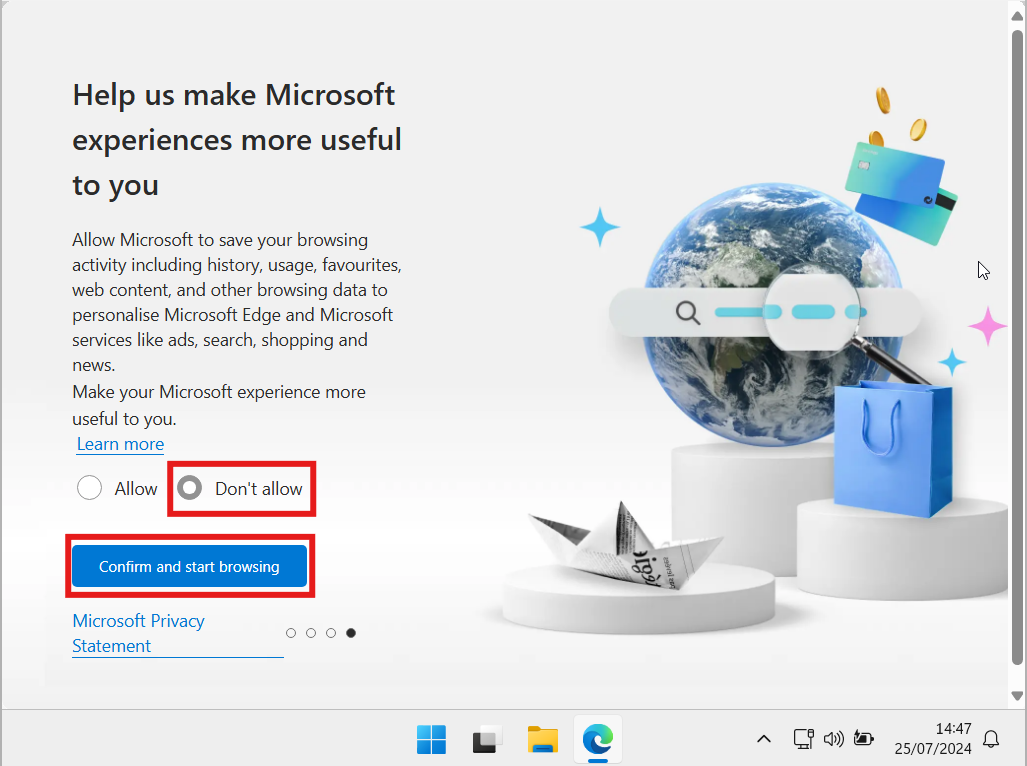 Help us make Microsoft
experiences more useful
to you
Allow Microsoft to save your browsing
activity including history, usage, favourites,
web content, and other browsing data to
personalise Microsoft Edge and Microsoft
services like ads, search, shopping and
news.
Make your Microsoft experience more
useful to you.
Learn more
Allow Don't allow
Confirm and start browsing
Microsoft Privacy
Statement
14:47
25/07/2024